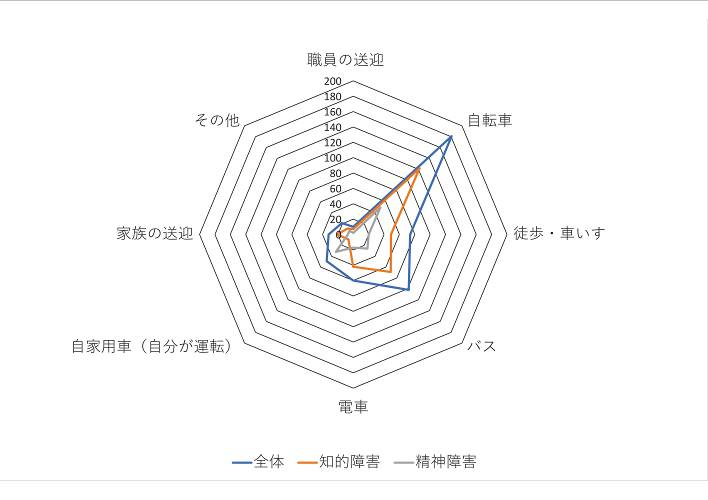 職員の送迎
200
180
160
140
120
100
80
60
40
20
0
その他
自転車
家族の送迎
徒歩・車いす
自家用車（自分が運転）
バス
電車
全体
知的障害
精神障害